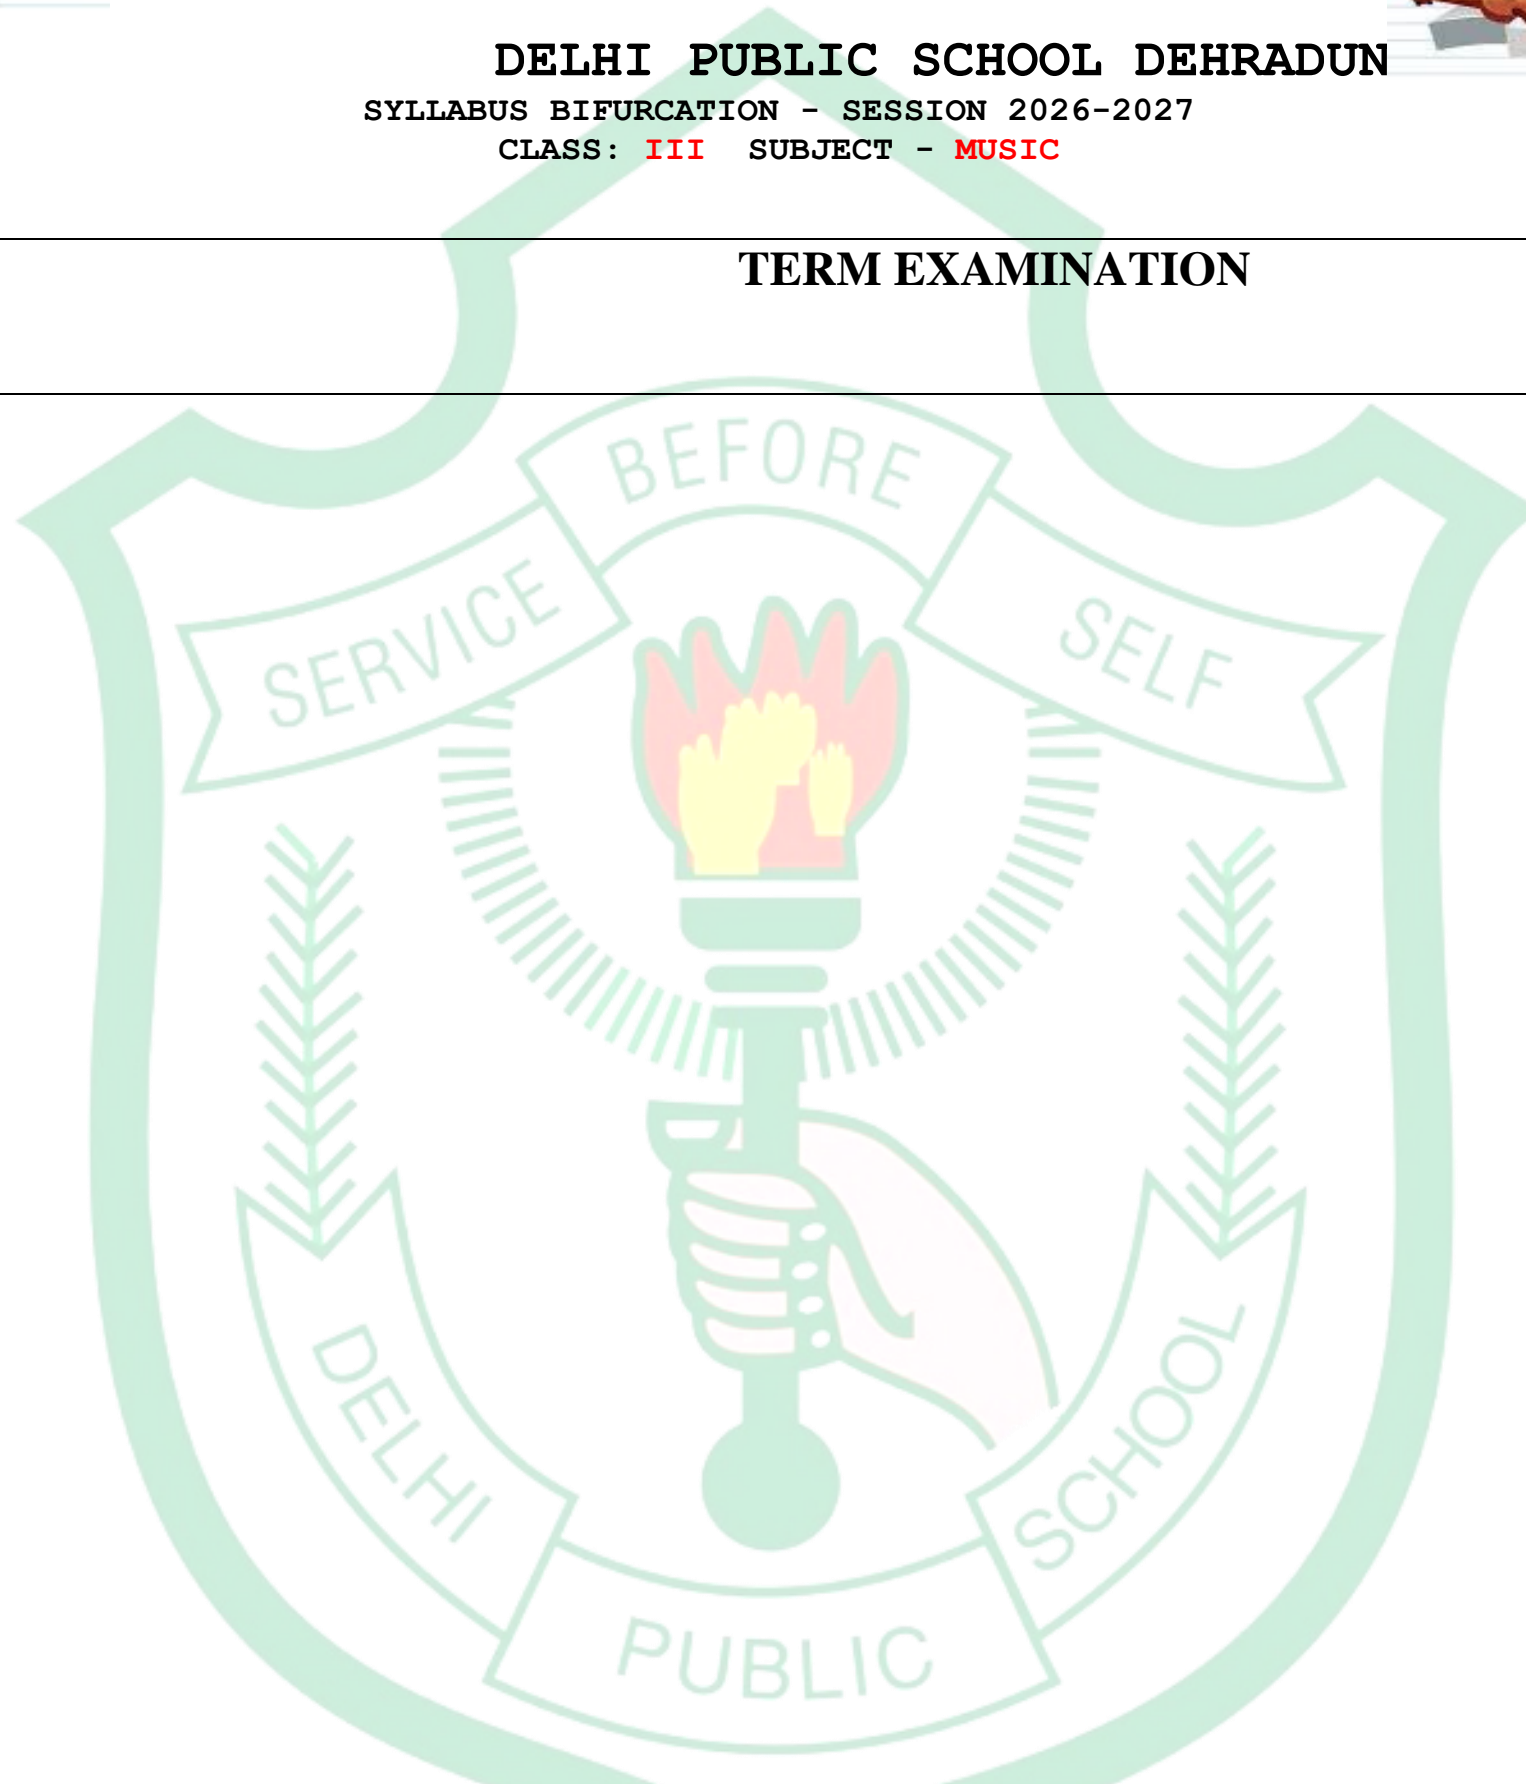 DELHI PUBLIC SCHOOL DEHRADUN
SYLLABUS BIFURCATION - SESSION 2026-2027
CLASS: III SUBJECT - MUSIC
TERM EXAMINATION
SERVICE BEFORE SELF
DELHI PUBLIC SCHOOL